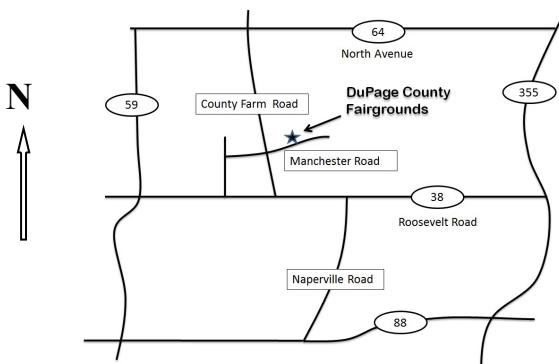 64
North Avenue
N
59
County Farm Road
DuPage County
Fairgrounds
355
Manchester Road
38
Roosevelt Road
Naperville Road
88